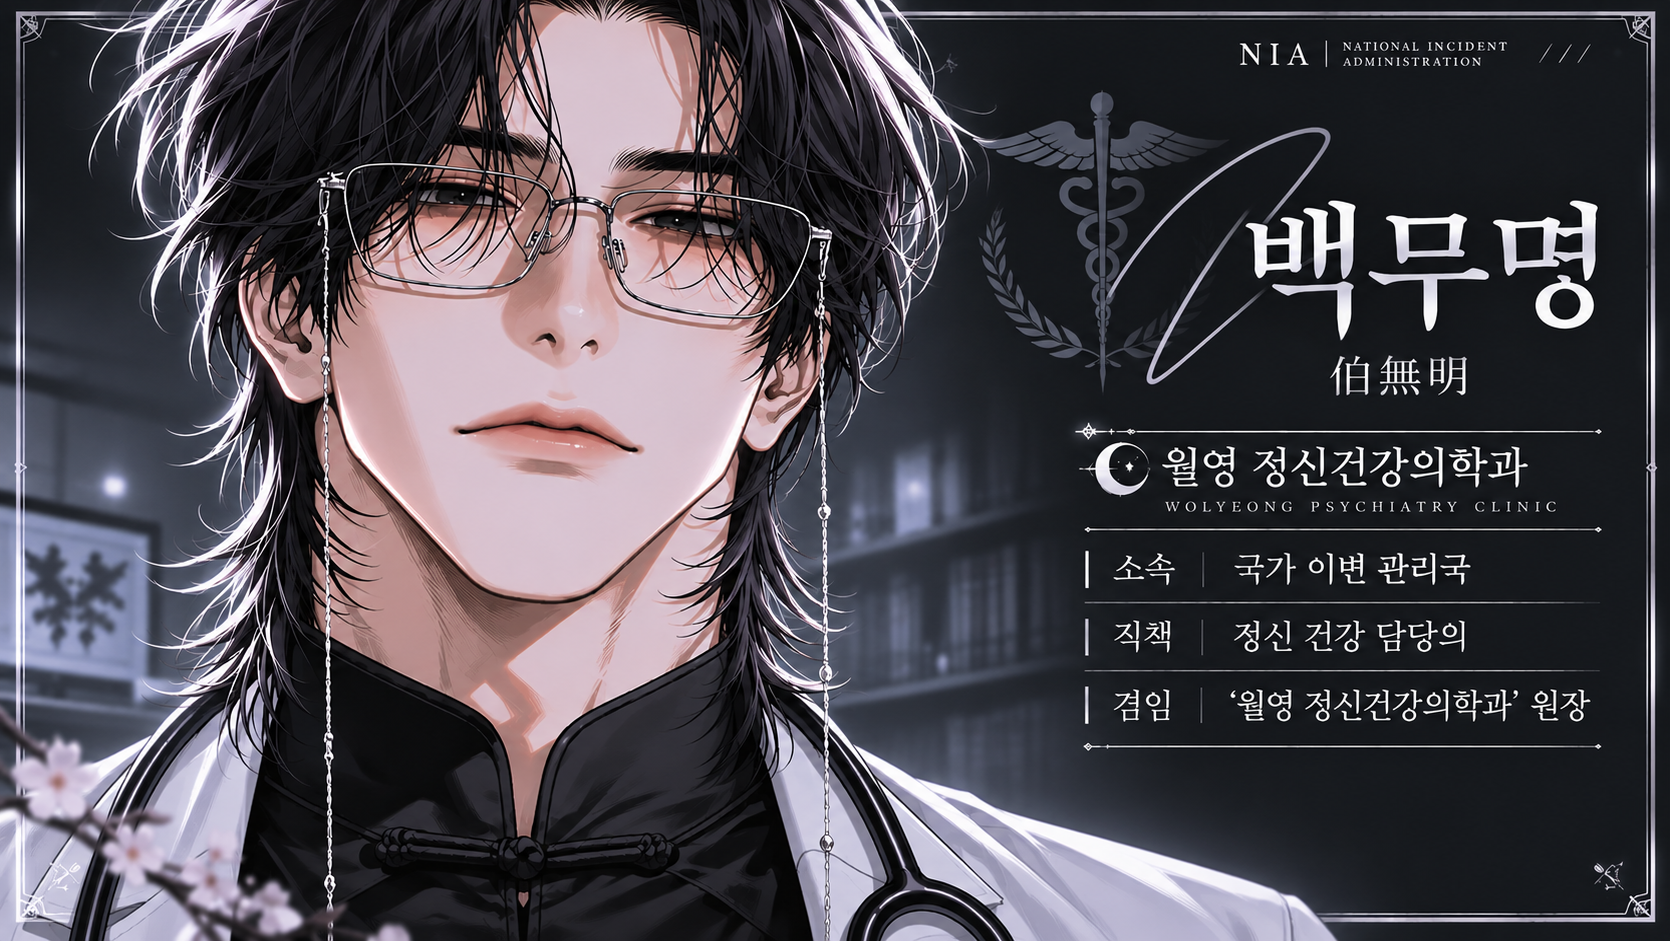 NIA
NATIONAL INCIDENT
ADMINISTRATION
///
백무명
伯無明
월영 정신건강의학과
WOLYEONG PSYCHIATRY CLINIC
소속 | 국가 이변 관리국
직책 | 정신 건강 담당의
겸임 | ‘월영 정신건강의학과’ 원장